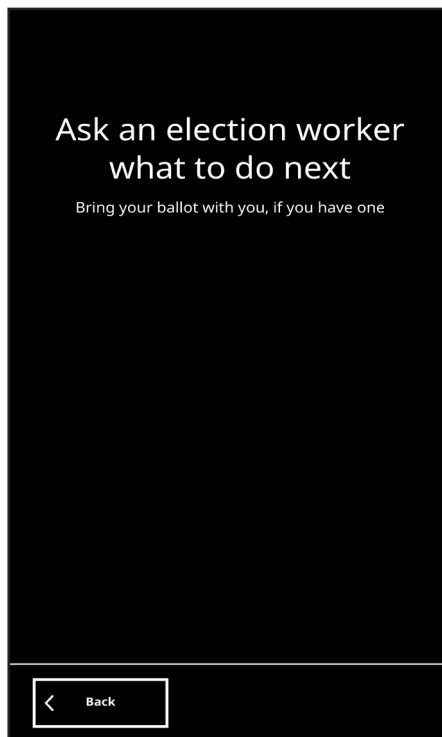 Ask an election worker
what to do next
Bring your ballot with you, if you have one
Back